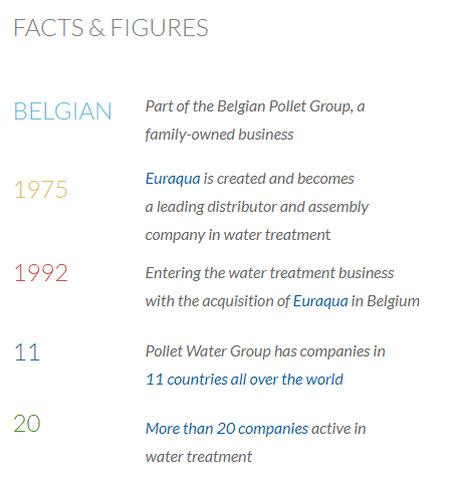 FACTS & FIGURES
BELGIAN
Part of the Belgian Pollet Group, a
family-owned business
1975
Euraqua is created and becomes
a leading distributor and assembly
company in water treatment
1992
Entering the water treatment business
with the acquisition of Euraqua in Belgium
11
Pollet Water Group has companies in
11 countries all over the world
20
More than 20 companies active in
water treatment